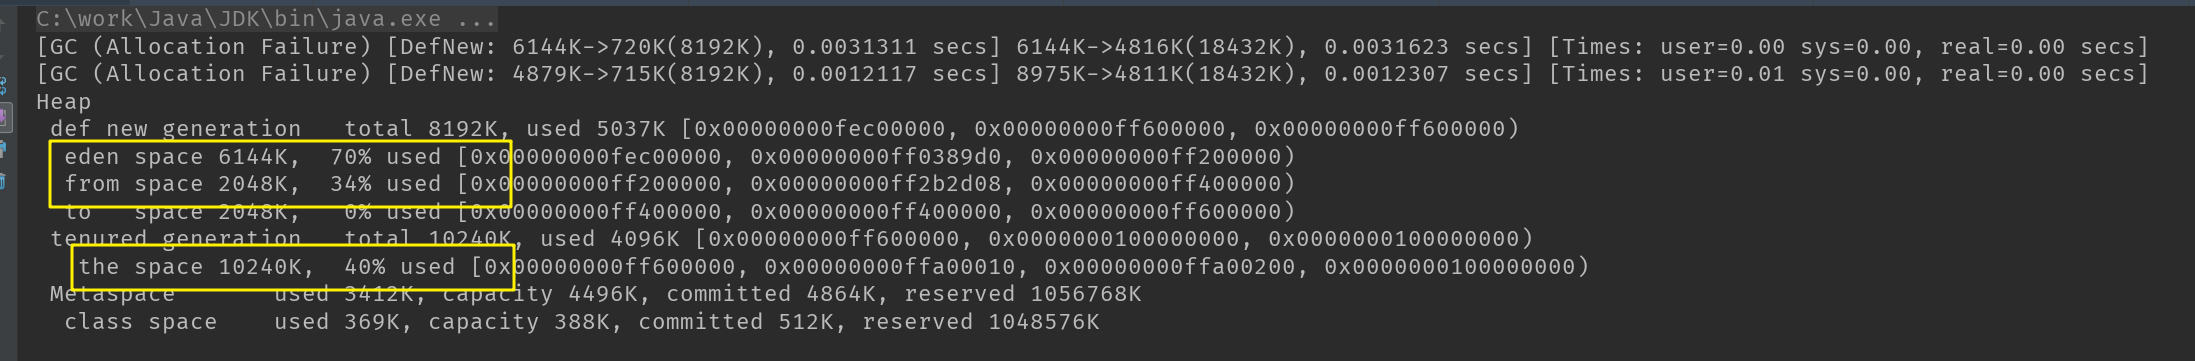 C:\work\Java\JDK\bin\java.exe ...
[GC (Allocation Failure) [DefNew: 6144K->720K(8192K), 0.0031311 secs] 6144K->4816K(18432K), 0.0031623 secs] [Times: user=0.00 sys=0.00, real=0.00 secs]
[GC (Allocation Failure) [DefNew: 4879K->715K(8192K), 0.0012117 secs] 8975K->4811K(18432K), 0.0012307 secs] [Times: user=0.01 sys=0.00, real=0.00 secs]
Heap
def new generation   total 8192K, used 5037K [0x00000000fec00000, 0x00000000ff600000, 0x00000000ff600000)
eden space 6144K,  70% used [0x00000000fec00000, 0x00000000ff0389d0, 0x00000000ff200000)
from space 2048K,  34% used [0x00000000ff200000, 0x00000000ff2b2d08, 0x00000000ff400000)
to   space 2048K,   0% used [0x00000000ff400000, 0x00000000ff400000, 0x00000000ff600000)
tenured generation   total 10240K, used 4096K [0x00000000ff600000, 0x0000000100000000, 0x0000000100000000)
the space 10240K,  40% used [0x00000000ff600000, 0x00000000ffa00010, 0x00000000ffa00200, 0x0000000100000000)
Metaspace       used 3412K, capacity 4496K, committed 4864K, reserved 1056768K
class space    used 369K, capacity 388K, committed 512K, reserved 1048576K